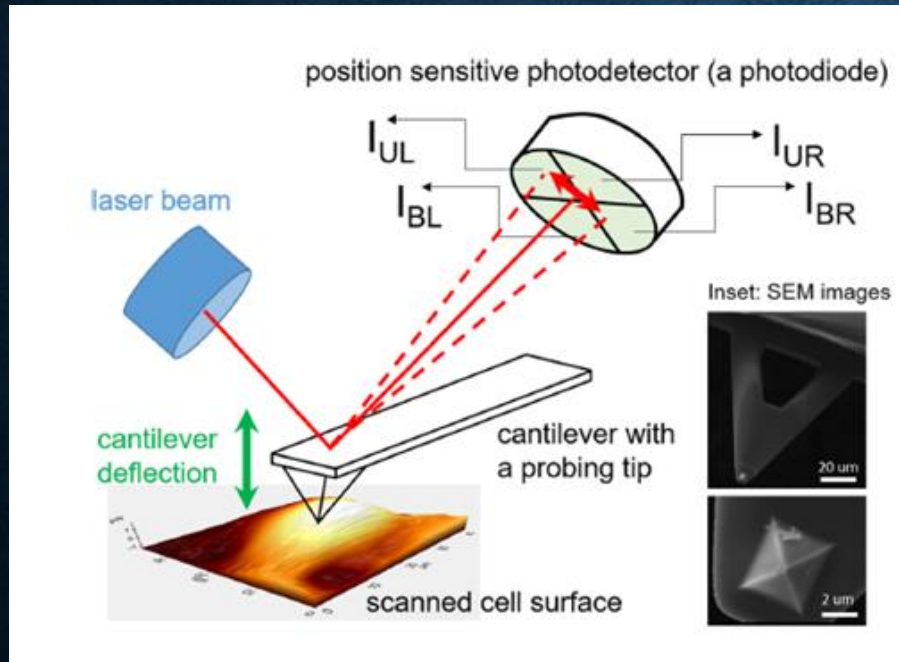 position sensitive photodetector (a photodiode)
I_UL
I_UR
I_BL
I_BR
laser beam
Inset: SEM images
cantilever
deflection
cantilever with
a probing tip
20 um
2 um
scanned cell surface